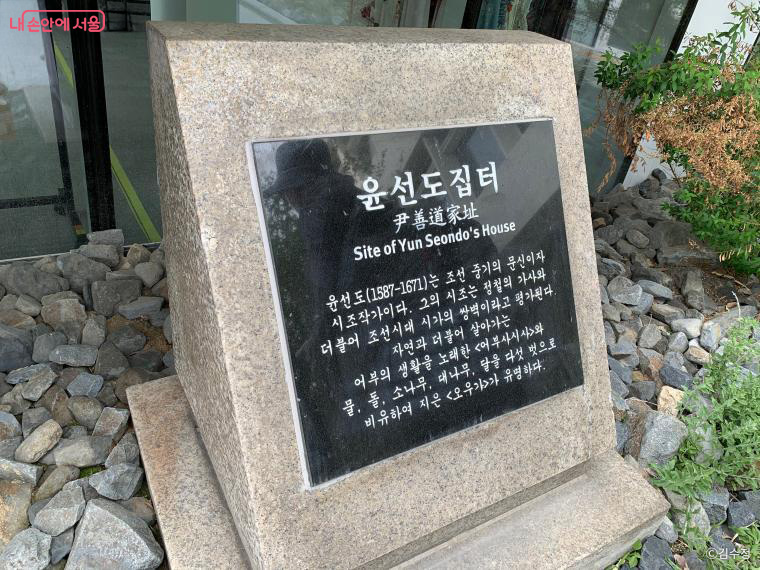 내 손안에 서울
윤선도집터
尹善道家址
Site of Yun Seondo's House
윤선도(1587-1671)는 조선 중기의 문신이자
시조작가이다. 그의 시조는 정철의 가사와
더불어 조선시대 시가의 쌍벽이라고 평가된다.
자연과 더불어 살아가는
어부의 생활을 노래한 <어부사시사>와
물, 돌, 소나무, 대나무, 달을 다섯 벗으로
비유하여 지은 <오우가>가 유명하다.
©김수정